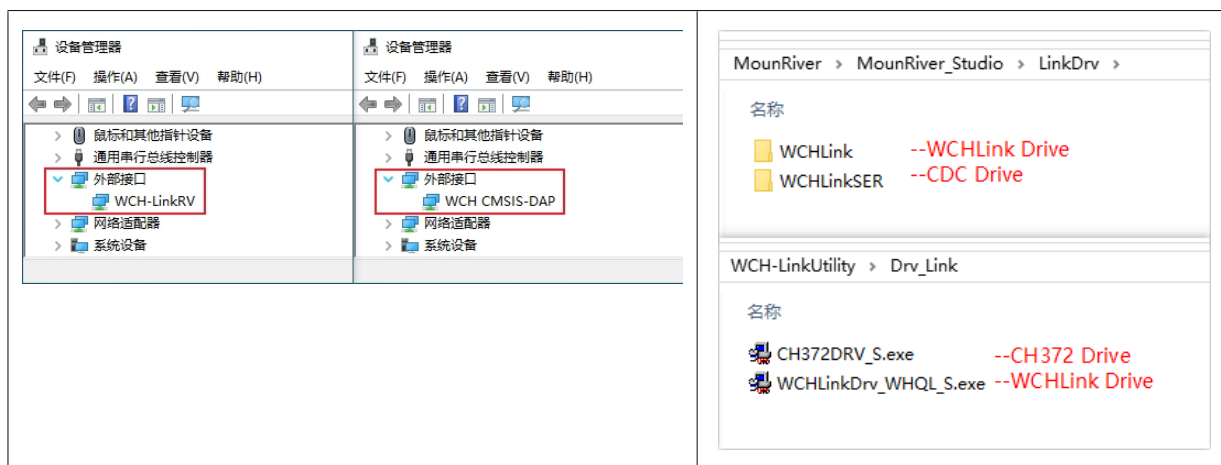 设备管理器
文件(F) 操作(A) 查看(V) 帮助(H)
鼠标和其他指针设备
通用串行总线控制器
外部接口
WCH-LinkRV
网络适配器
系统设备
设备管理器
文件(F) 操作(A) 查看(V) 帮助(H)
鼠标和其他指针设备
通用串行总线控制器
外部接口
WCH CMSIS-DAP
网络适配器
系统设备
MounRiver > MounRiver_Studio > LinkDrv >
名称
WCHLink --WCHLink Drive
WCHLinkSER --CDC Drive
WCH-LinkUtility > Drv_Link
名称
CH372DRV_S.exe --CH372 Drive
WCHLinkDrv_WHQL_S.exe --WCHLink Drive